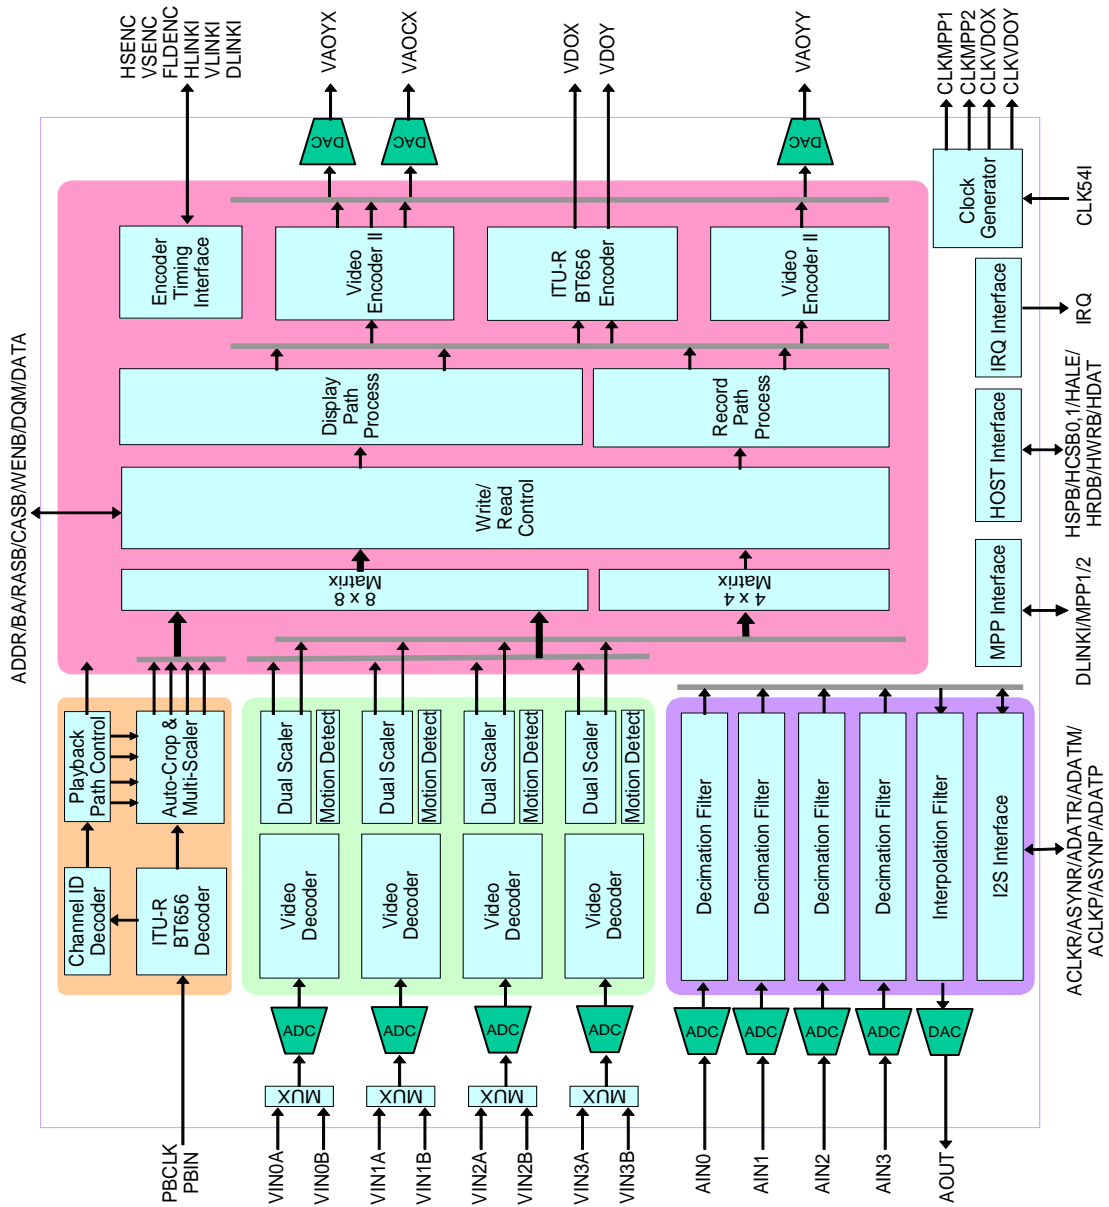 HSENC
VSENC
FLDENC
HLINKI
VLINKI
DLINKI
VAOYX
VAOCX
VDOX
VDOY
VAOYY
CLKMPP1
CLKMPP2
CLKVDOX
CLKVDOY
DAC
DAC
DAC
Encoder
Timing
Interface
Video
Encoder II
ITU-R
BT656
Encoder
Video
Encoder II
Clock
Generator
CLK54I
IRQ Interface
IRQ
ADDR/BA/RASB/CASB/WENB/DQM/DATA
Display
Path
Process
Record
Path
Process
Write/
Read
Control
HOST Interface
HSPB/HCSB0,1/HALE/
HRDB/HWRB/HDAT
8 x 8
Matrix
4 x 4
Matrix
MPP Interface
DLINKI/MPP1/2
Playback
Path Control
Auto-Crop &
Multi-Scaler
Channel ID
Decoder
ITU-R
BT656
Decoder
Dual Scaler
Motion Detect
Dual Scaler
Motion Detect
Dual Scaler
Motion Detect
Dual Scaler
Motion Detect
Video
Decoder
Video
Decoder
Video
Decoder
Video
Decoder
Decimation Filter
Decimation Filter
Decimation Filter
Decimation Filter
Interpolation Filter
I2S Interface
ACLKR/ASYNR/ADATR/ADATM/
ACLKP/ASYNP/ADATP
ADC
ADC
ADC
ADC
ADC
ADC
ADC
ADC
DAC
MUX
MUX
MUX
MUX
PBCLK
PBIN
VIN0A
VIN0B
VIN1A
VIN1B
VIN2A
VIN2B
VIN3A
VIN3B
AIN0
AIN1
AIN2
AIN3
AOUT